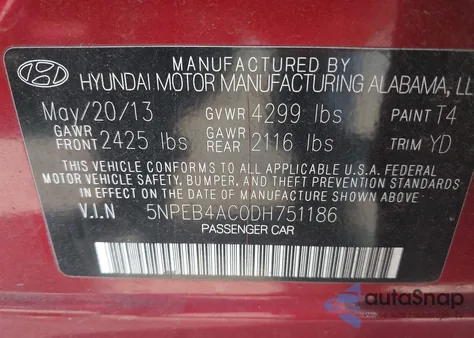 MANUFACTURED BY
HYUNDAI MOTOR MANUFACTURING ALABAMA, LL
May/20/13 GVWR 4299 lbs PAINT T4
GAWR FRONT 2425 lbs GAWR REAR 2116 lbs TRIM YD
THIS VEHICLE CONFORMS TO ALL APPLICABLE U.S.A. FEDERAL
MOTOR VEHICLE SAFETY, BUMPER, AND THEFT PREVENTION STANDARDS
IN EFFECT ON THE DATE OF MANUFACTURE SHOWN ABOVE.
V.I.N 5NPEB4AC0DH751186
PASSENGER CAR
autoSnap